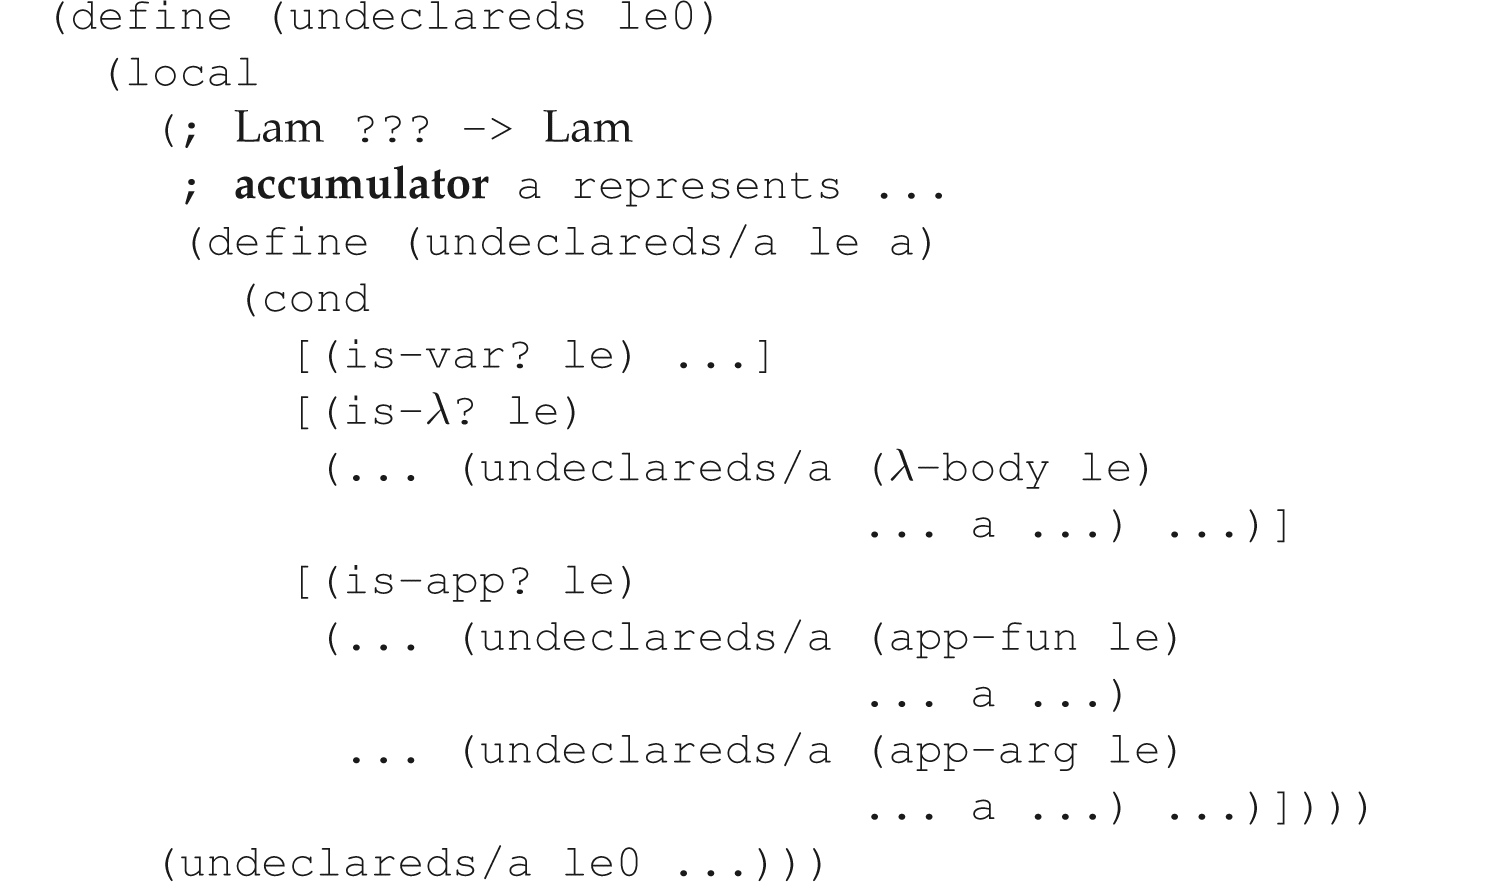 (define (undeclareds le0)
(local
(; Lam ??? -> Lam
; accumulator a represents ...
(define (undeclareds/a le a)
(cond
[(is-var? le) ...]
[(is-λ? le)
(... (undeclareds/a (λ-body le)
... a ...) ...)]
[(is-app? le)
(... (undeclareds/a (app-fun le)
... a ...)
... (undeclareds/a (app-arg le)
... a ...) ...)])))
(undeclareds/a le0 ...)))